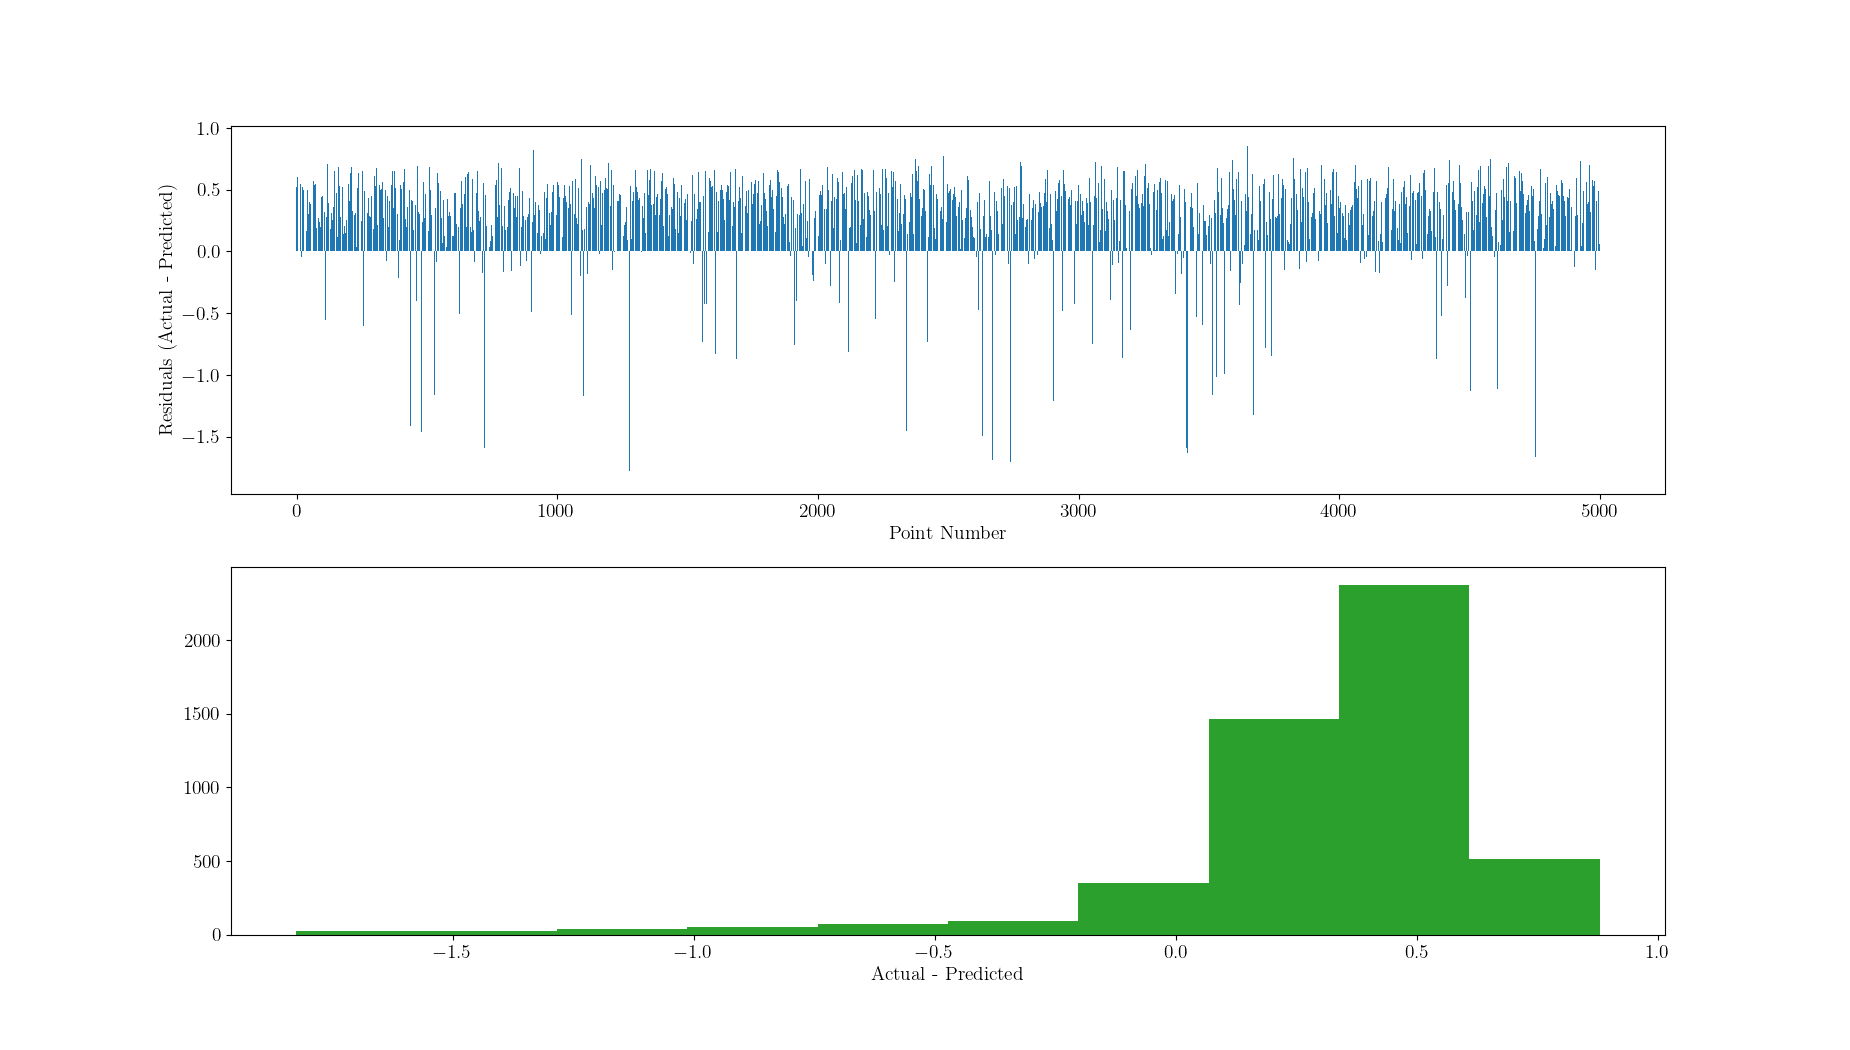 1.0
0.5
0.0
−0.5
−1.0
−1.5
Residuals (Actual - Predicted)
0 1000 2000 3000 4000 5000
Point Number
2000
1500
1000
500
0
−1.5 −1.0 −0.5 0.0 0.5 1.0
Actual - Predicted